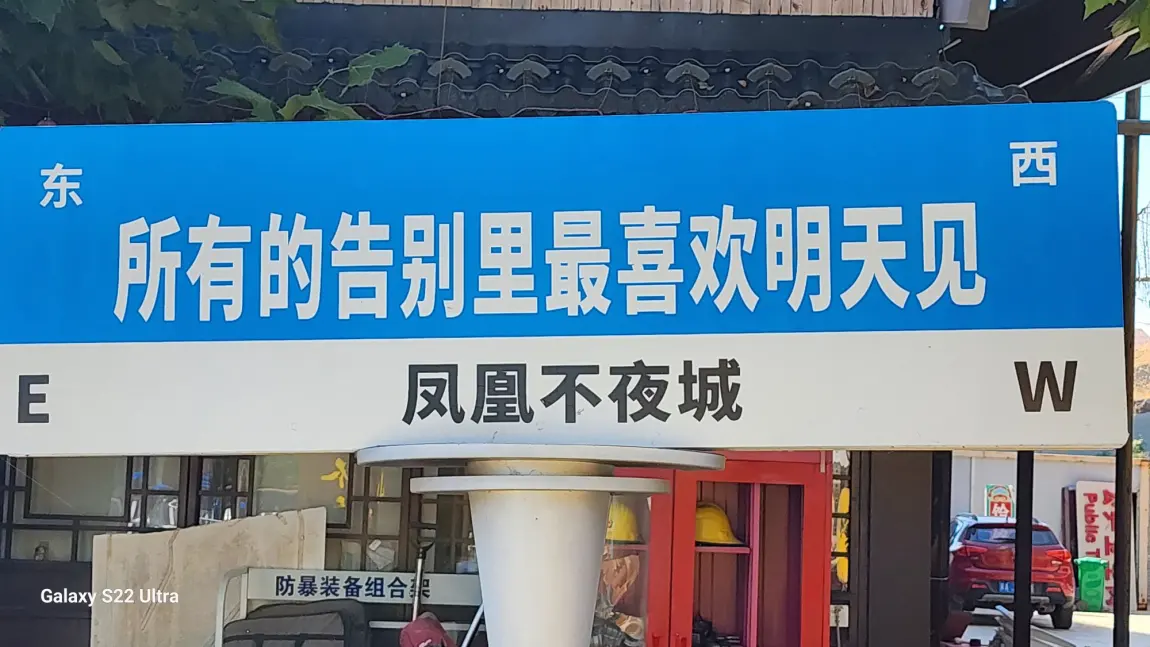 东
西
所有的告别里最喜欢明天见
E
凤凰不夜城
W
防暴装备组合架
Public
Galaxy S22 Ultra